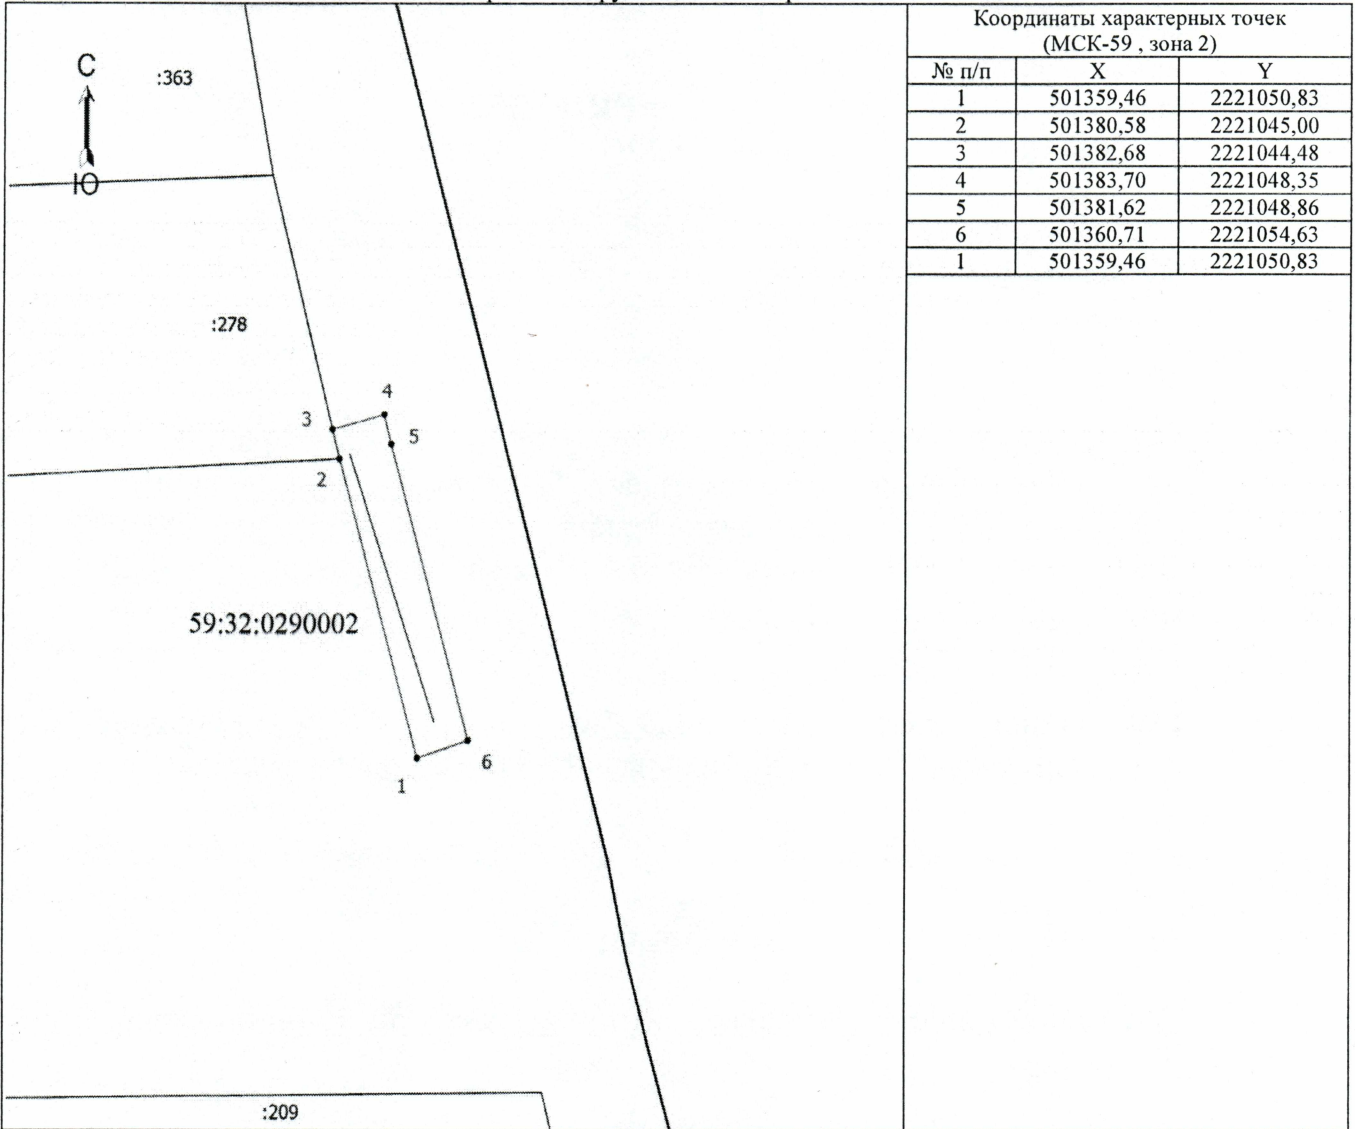 Координаты характерных точек
(МСК-59 , зона 2)
№ п/п X Y
1 501359,46 2221050,83
2 501380,58 2221045,00
3 501382,68 2221044,48
4 501383,70 2221048,35
5 501381,62 2221048,86
6 501360,71 2221054,63
1 501359,46 2221050,83
С
:363
Ю
:278
4
3
5
2
59:32:0290002
6
1
:209